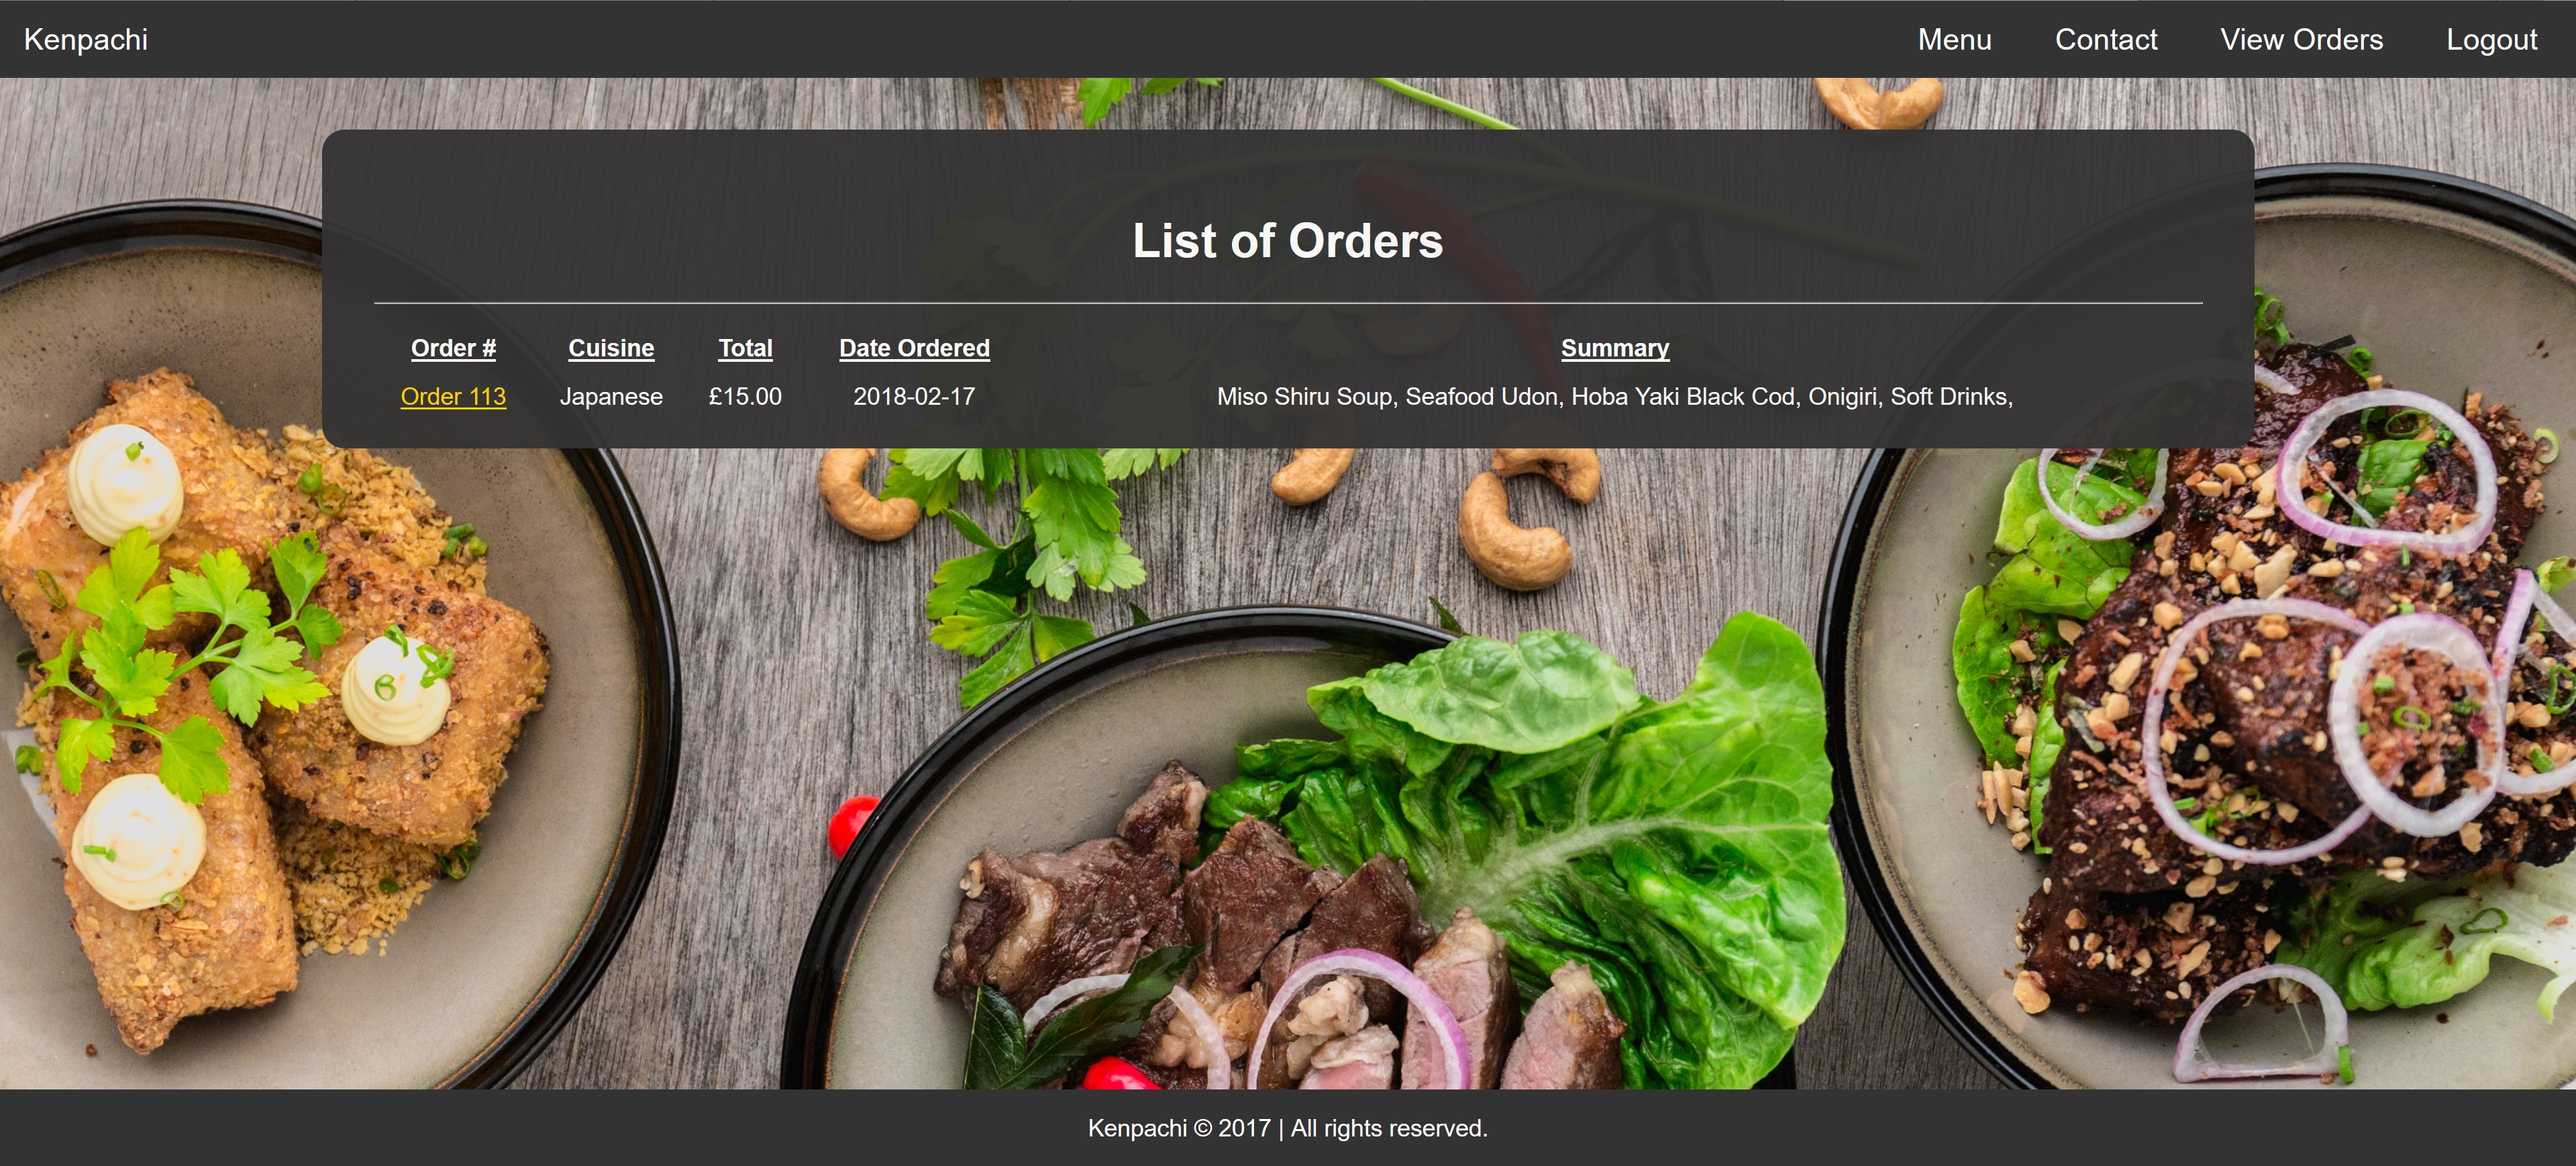 Kenpachi Menu Contact View Orders Logout
List of Orders
Order # Cuisine Total Date Ordered Summary
Order 113 Japanese £15.00 2018-02-17 Miso Shiru Soup, Seafood Udon, Hoba Yaki Black Cod, Onigiri, Soft Drinks,
Kenpachi © 2017 | All rights reserved.